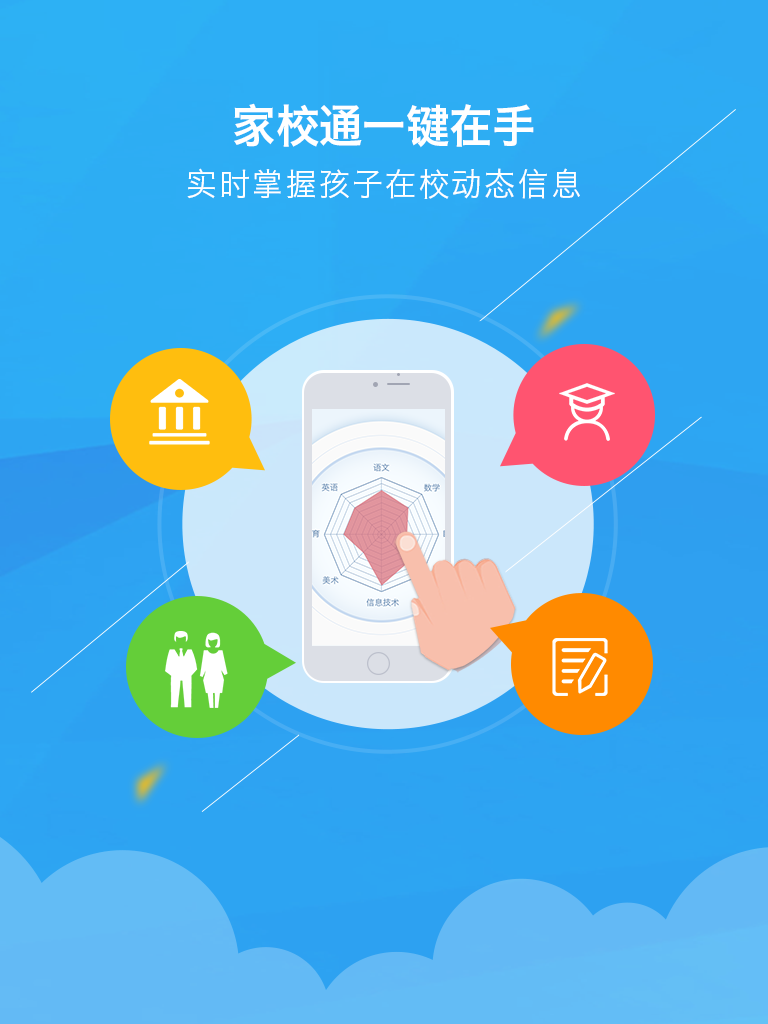 家校通一键在手
实时掌握孩子在校动态信息
语文
英语
数学
育
美术
信息技术